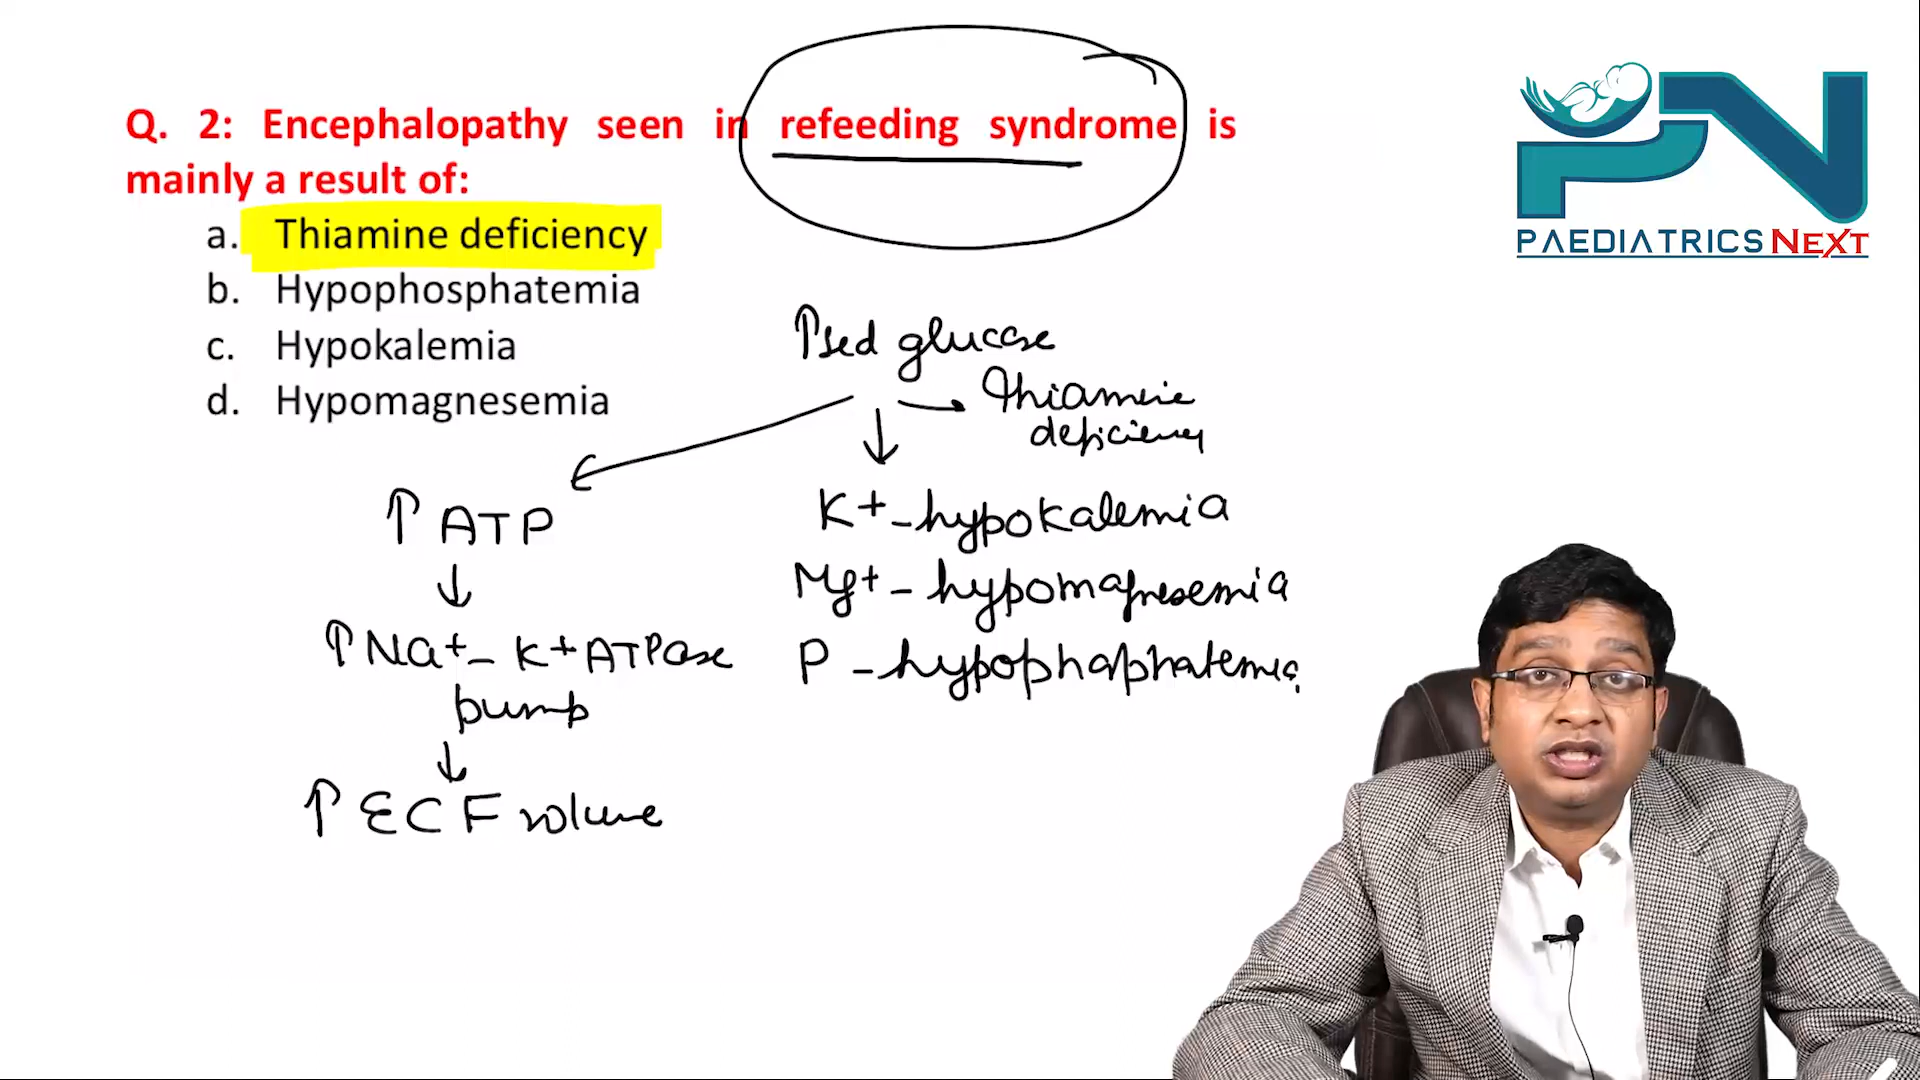 Q. 2: Encephalopathy seen in refeeding syndrome is
mainly a result of:
a. Thiamine deficiency
b. Hypophosphatemia
c. Hypokalemia
d. Hypomagnesemia
PAEDIATRICS NEXT
↑sed glucose
Thiamine
deficiency
↑ ATP
↑ Na+ - K+ ATPase
pump
↑ ECF volume
K+ - hypokalemia
Mg+ - hypomagnesemia
P - hypophaphatemia